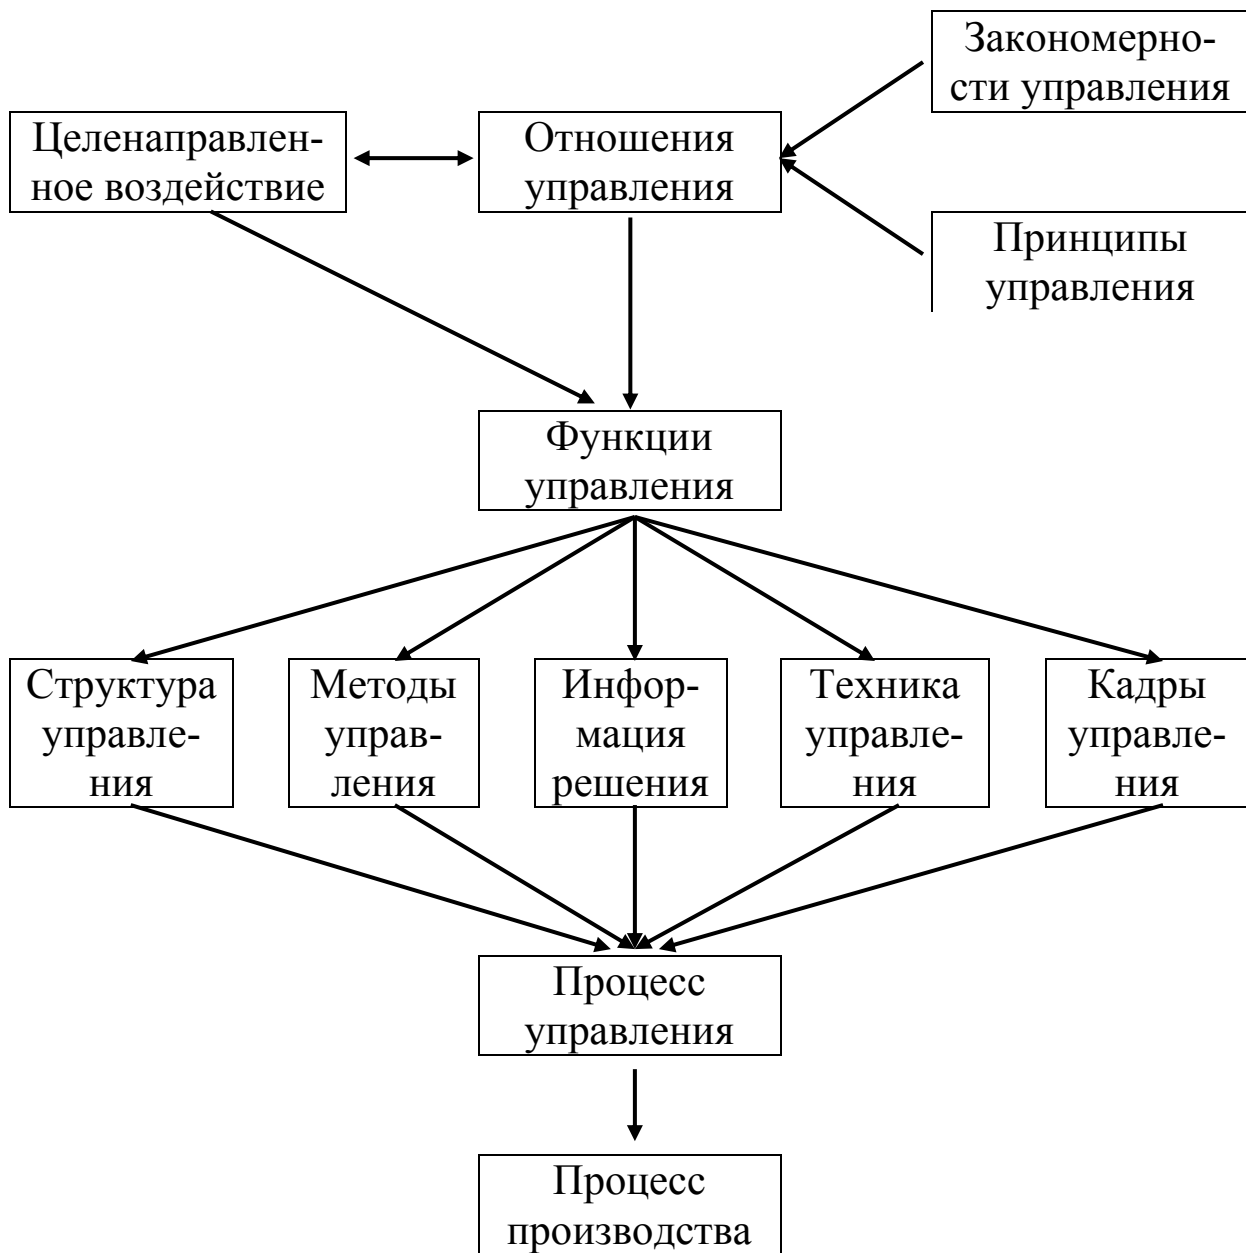 Закономерно-
сти управления
Целенаправлен-
ное воздействие
Отношения
управления
Принципы
управления
Функции
управления
Структура
управле-
ния
Методы
управ-
ления
Инфор-
мация
решения
Техника
управле-
ния
Кадры
управле-
ния
Процесс
управления
Процесс
производства